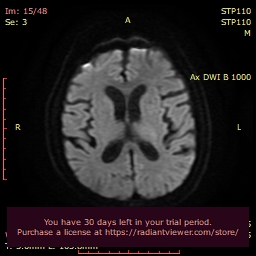 Im: 15/48
Se: 3
STP110
STP110
M
A
Ax DWI B 1000
R
L
You have 30 days left in your trial period.
Purchase a license at https://radiantviewer.com/store/